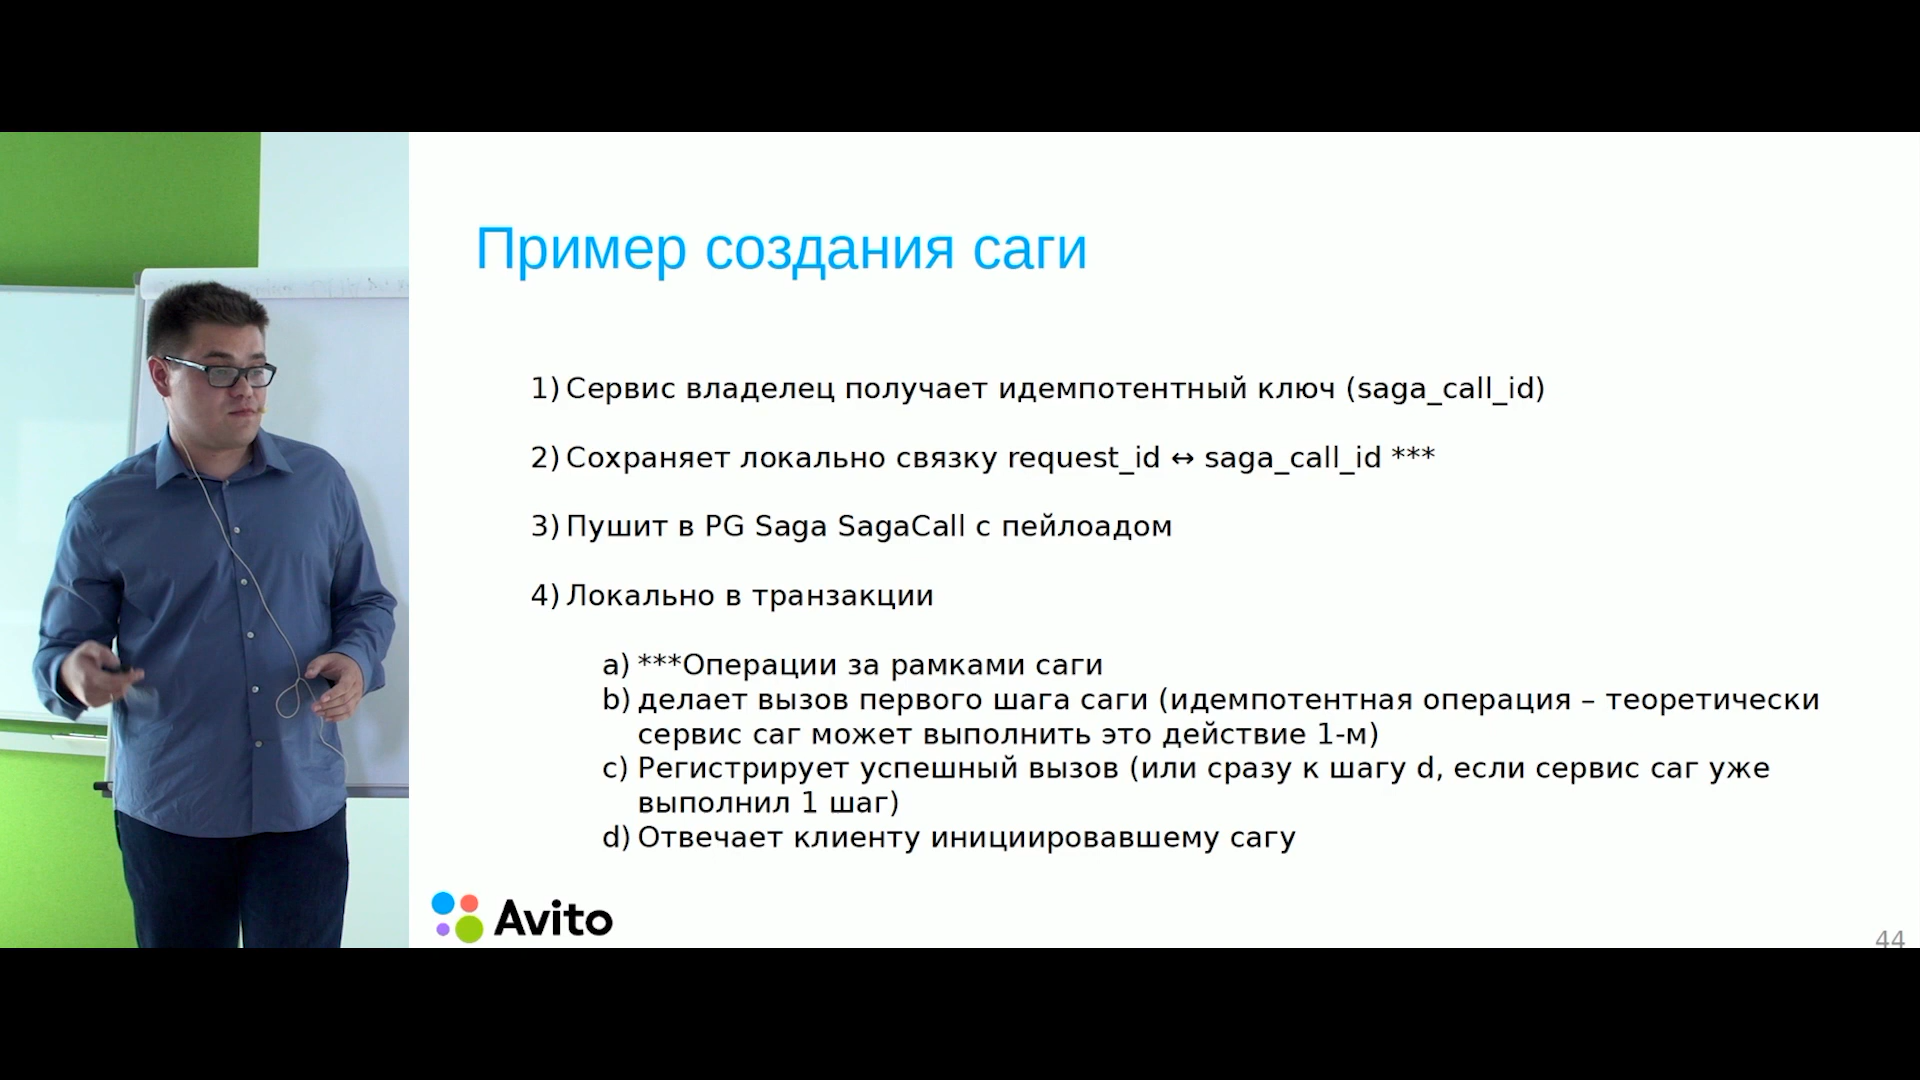 Пример создания саги
1) Сервис владелец получает идемпотентный ключ (saga_call_id)
2) Сохраняет локально связку request_id ↔ saga_call_id ***
3) Пушит в PG Saga SagaCall с пейлоадом
4) Локально в транзакции
a) ***Операции за рамками саги
b) делает вызов первого шага саги (идемпотентная операция – теоретически
сервис саг может выполнить это действие 1-м)
c) Регистрирует успешный вызов (или сразу к шагу d, если сервис саг уже
выполнил 1 шаг)
d) Отвечает клиенту инициировавшему сагу
Avito
44